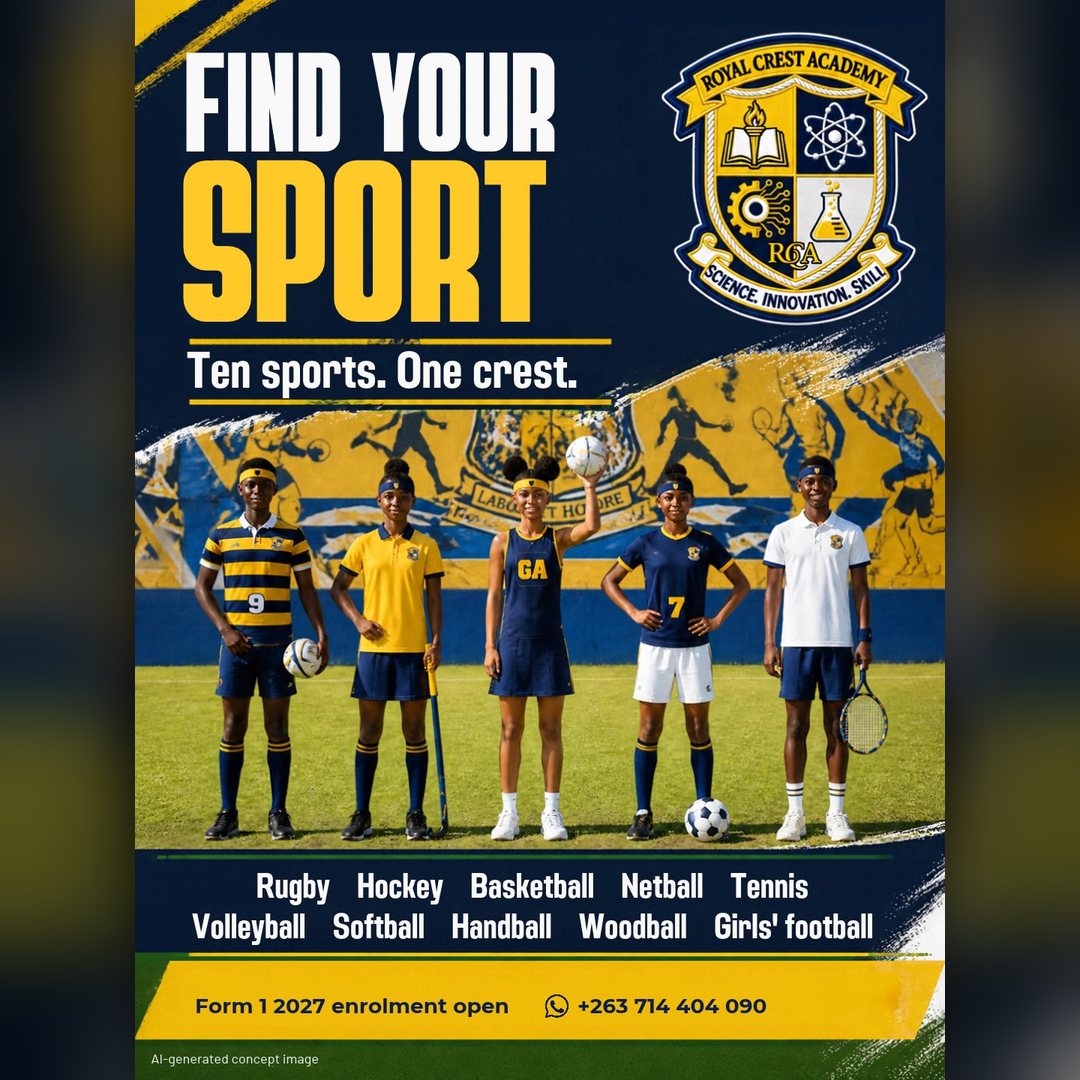 FIND YOUR
SPORT
Ten sports. One crest.
ROYAL CREST ACADEMY
RCA
SCIENCE. INNOVATION. SKILL
GA
9
7
Rugby Hockey Basketball Netball Tennis
Volleyball Softball Handball Woodball Girls' football
Form 1 2027 enrolment open
+263 714 404 090
AI-generated concept image